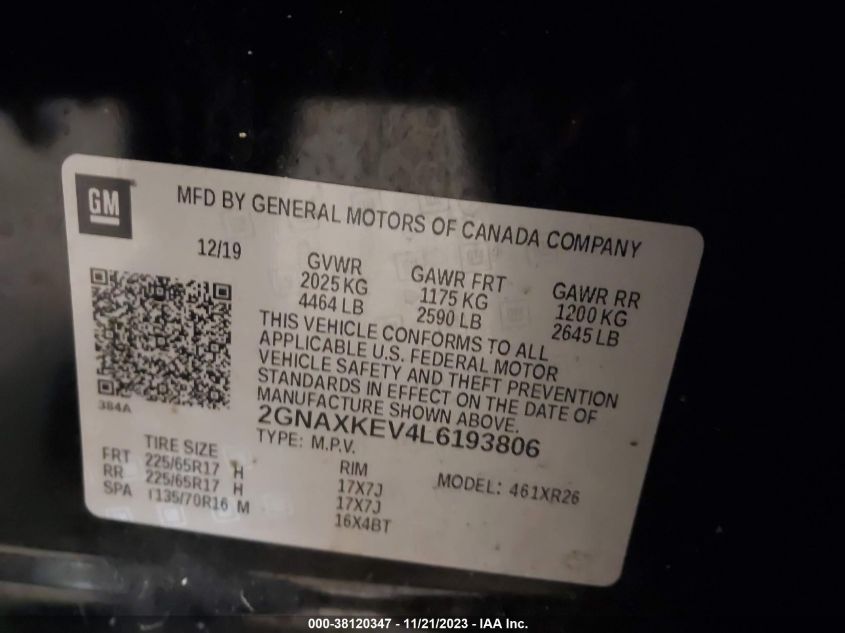 GM
MFD BY GENERAL MOTORS OF CANADA COMPANY
12/19
GVWR
2025 KG
4464 LB
GAWR FRT
1175 KG
2590 LB
GAWR RR
1200 KG
2645 LB
THIS VEHICLE CONFORMS TO ALL
APPLICABLE U.S. FEDERAL MOTOR
VEHICLE SAFETY AND THEFT PREVENTION
STANDARDS IN EFFECT ON THE DATE OF
MANUFACTURE SHOWN ABOVE.
384A
2GNAXKEV4L6193806
TYPE: M.P.V.
MODEL: 461XR26
TIRE SIZE
RIM
FRT 225/65R17 H 17X7J
RR 225/65R17 H 17X7J
SPA T135/70R16 M 16X4BT
000-38120347 - 11/21/2023 - IAA Inc.